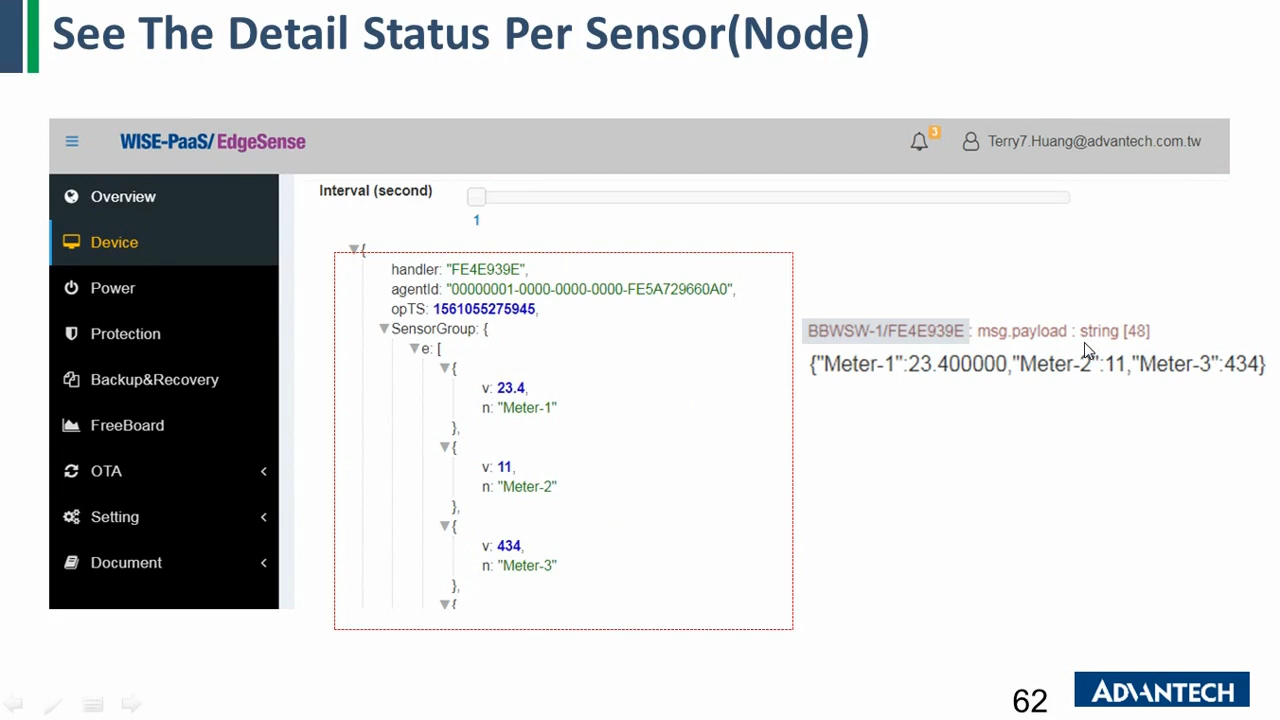 See The Detail Status Per Sensor(Node)
WISE-PaaS/EdgeSense
3
Terry7.Huang@advantech.com.tw
Overview
Device
Power
Protection
Backup&Recovery
FreeBoard
OTA
Setting
Document
Interval (second)
1
{
handler: "FE4E939E",
agentId: "00000001-0000-0000-0000-FE5A729660A0",
opTS: 1561055275945,
SensorGroup: {
e: [
{
v: 23.4,
n: "Meter-1"
},
{
v: 11,
n: "Meter-2"
},
{
v: 434,
n: "Meter-3"
},
{
BBWSW-1/FE4E939E : msg.payload : string [48]
{"Meter-1":23.400000,"Meter-2":11,"Meter-3":434}
62
ADVANTECH